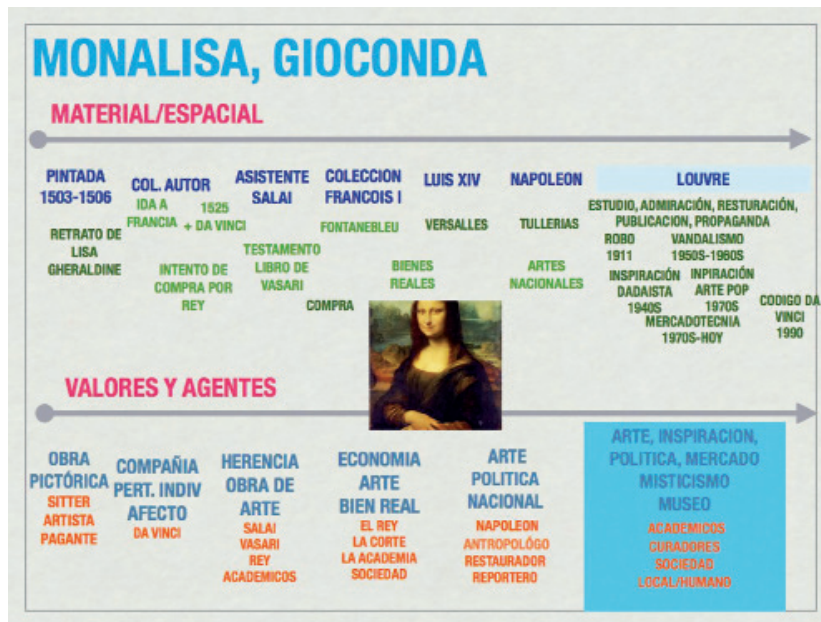 MONALISA, GIOCONDA
MATERIAL/ESPACIAL
PINTADA
1503-1506
RETRATO DE
LISA
GHERALDINE
COL. AUTOR
IDA A
FRANCIA
1525
+ DA VINCI
INTENTO DE
COMPRA POR
REY
ASISTENTE
SALAI
TESTAMENTO
LIBRO DE
VASARI
COMPRA
COLECCION
FRANCOIS I
FONTANEBLEU
BIENES
REALES
LUIS XIV
VERSALLES
NAPOLEON
TULLERIAS
ARTES
NACIONALES
LOUVRE
ESTUDIO, ADMIRACIÓN, RESTURACIÓN,
PUBLICACION, PROPAGANDA
ROBO
1911
VANDALISMO
1950S-1960S
INSPIRACIÓN
DADAISTA
1940S
INPIRACIÓN
ARTE POP
1970S
MERCADOTECNIA
1970S-HOY
CODIGO DA
VINCI
1990
VALORES Y AGENTES
OBRA
PICTÓRICA
SITTER
ARTISTA
PAGANTE
COMPAÑIA
PERT. INDIV
AFECTO
DA VINCI
HERENCIA
OBRA DE
ARTE
SALAI
VASARI
REY
ACADEMICOS
ECONOMIA
ARTE
BIEN REAL
EL REY
LA CORTE
LA ACADEMIA
SOCIEDAD
ARTE
POLITICA
NACIONAL
NAPOLEON
ANTROPOLÓGO
RESTAURADOR
REPORTERO
ARTE, INSPIRACION,
POLITICA, MERCADO
MISTICISMO
MUSEO
ACADEMICOS
CURADORES
SOCIEDAD
LOCAL/HUMANO